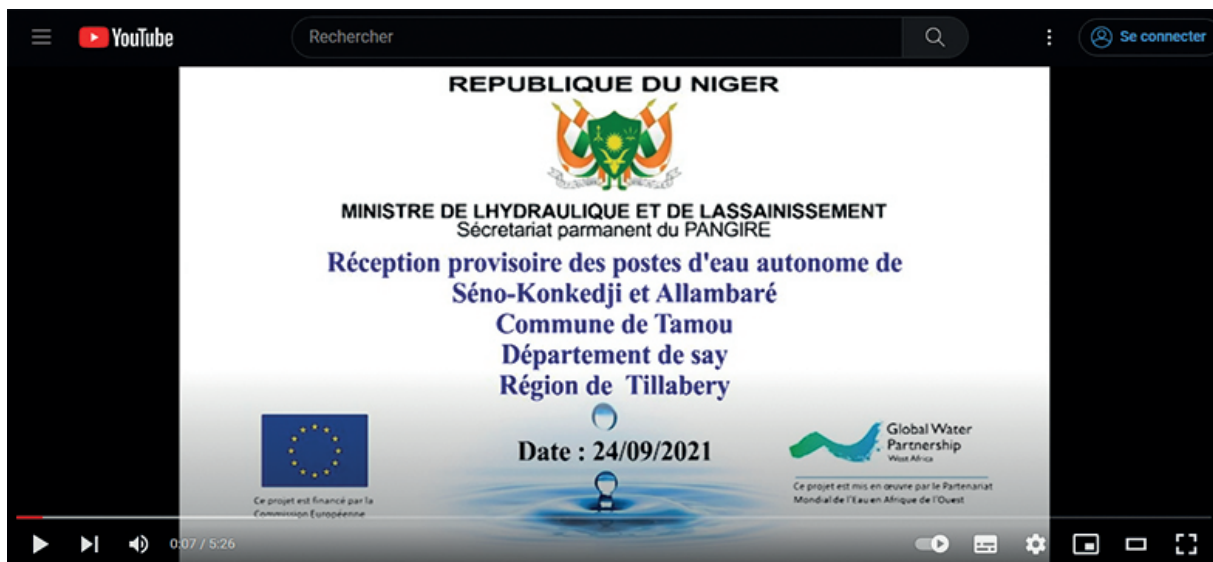 YouTube
Rechercher
Se connecter
REPUBLIQUE DU NIGER
MINISTRE DE LHYDRAULIQUE ET DE LASSAINISSEMENT
Sécretariat parmanent du PANGIRE
Réception provisoire des postes d'eau autonome de
Séno-Konkedji et Allambaré
Commune de Tamou
Département de say
Région de Tillabery
Date : 24/09/2021
Ce projet est financé par la
Commission Européenne
Global Water
Partnership
West Africa
Ce projet est mis en œuvre par le Partenariat
Mondial de l'Eau en Afrique de l'Ouest
0:07 / 5:26